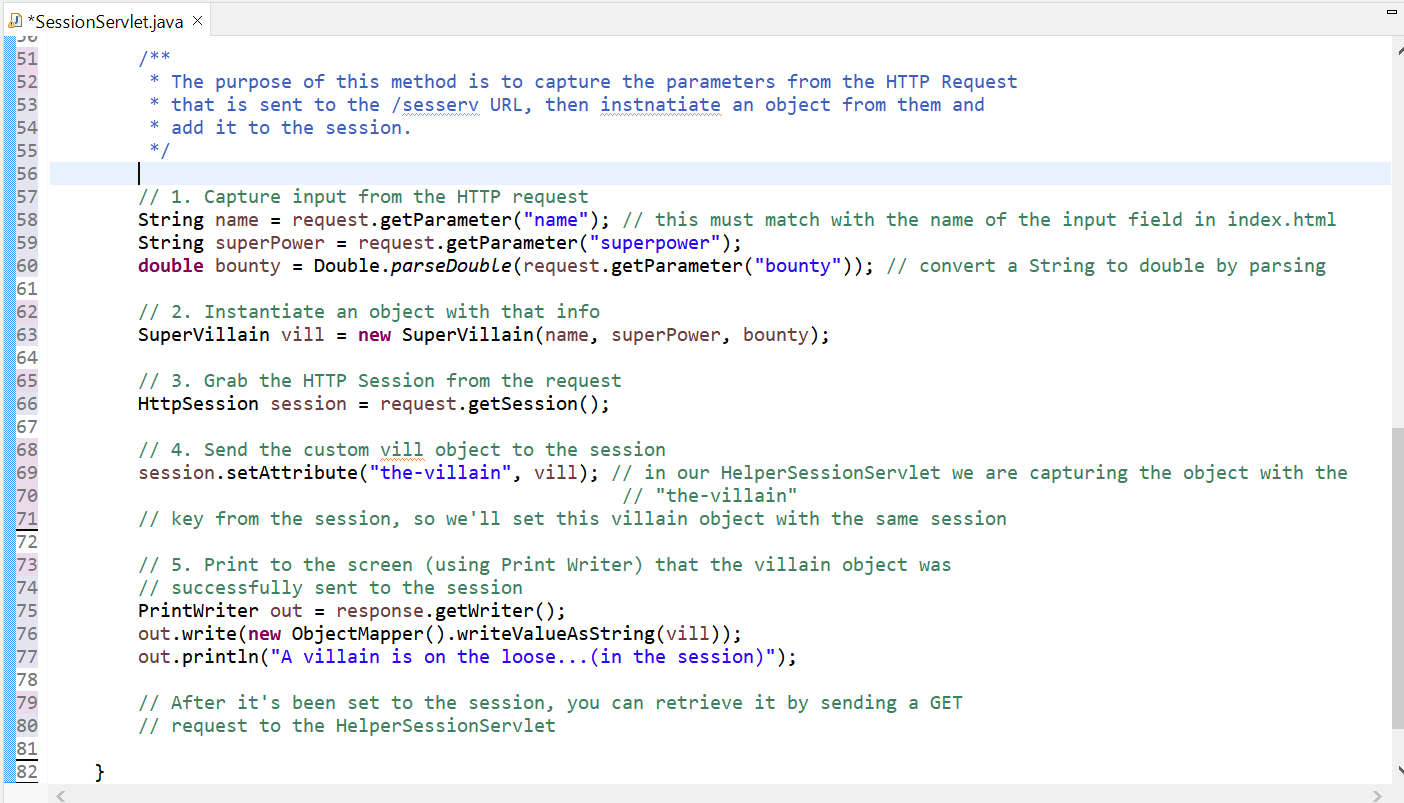 *SessionServlet.java
50
51 /**
52 * The purpose of this method is to capture the parameters from the HTTP Request
53 * that is sent to the /sesserv URL, then instnatiate an object from them and
54 * add it to the session.
55 */
56
57 // 1. Capture input from the HTTP request
58 String name = request.getParameter("name"); // this must match with the name of the input field in index.html
59 String superPower = request.getParameter("superpower");
60 double bounty = Double.parseDouble(request.getParameter("bounty")); // convert a String to double by parsing
61
62 // 2. Instantiate an object with that info
63 SuperVillain vill = new SuperVillain(name, superPower, bounty);
64
65 // 3. Grab the HTTP Session from the request
66 HttpSession session = request.getSession();
67
68 // 4. Send the custom vill object to the session
69 session.setAttribute("the-villain", vill); // in our HelperSessionServlet we are capturing the object with the
70 // "the-villain"
71 // key from the session, so we'll set this villain object with the same session
72
73 // 5. Print to the screen (using Print Writer) that the villain object was
74 // successfully sent to the session
75 PrintWriter out = response.getWriter();
76 out.write(new ObjectMapper().writeValueAsString(vill));
77 out.println("A villain is on the loose...(in the session)");
78
79 // After it's been set to the session, you can retrieve it by sending a GET
80 // request to the HelperSessionServlet
81
82 }